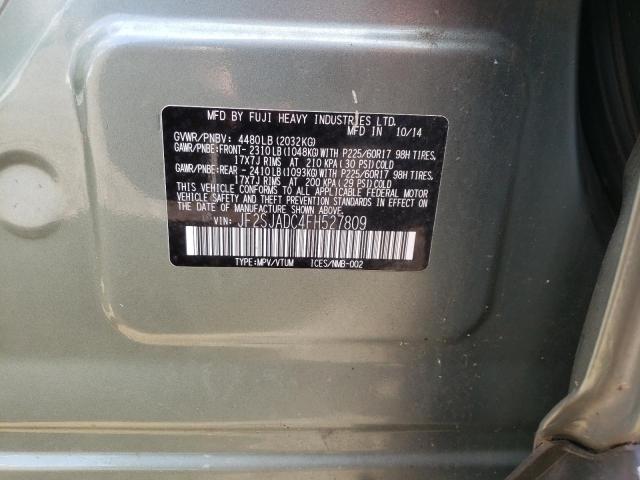 MFD BY FUJI HEAVY INDUSTRIES LTD.
MFD. IN 10/14
GVWR/PNBV: 4480LB(2032KG)
GAWR/PNBE:FRONT- 2310LB(1048KG)WITH P225/60R17 98H TIRES,
17X7J RIMS AT 210 KPA(30 PSI)COLD
GAWR/PNBE:REAR - 2410LB(1093KG)WITH P225/60R17 98H TIRES,
17X7J RIMS AT 200 KPA(29 PSI)COLD
VEHICLE CONFORMS TO ALL APPLICABLE FEDERAL MOTOR
VEHICLE SAFETY AND THEFT PREVENTION STANDARDS IN EFFECT
ON THE DATE OF MANUFACTURE SHOWN ABOVE.
VIN: JF2SJADC4FH527809
TYPE:MPV/VTUM ICES/NMB-002